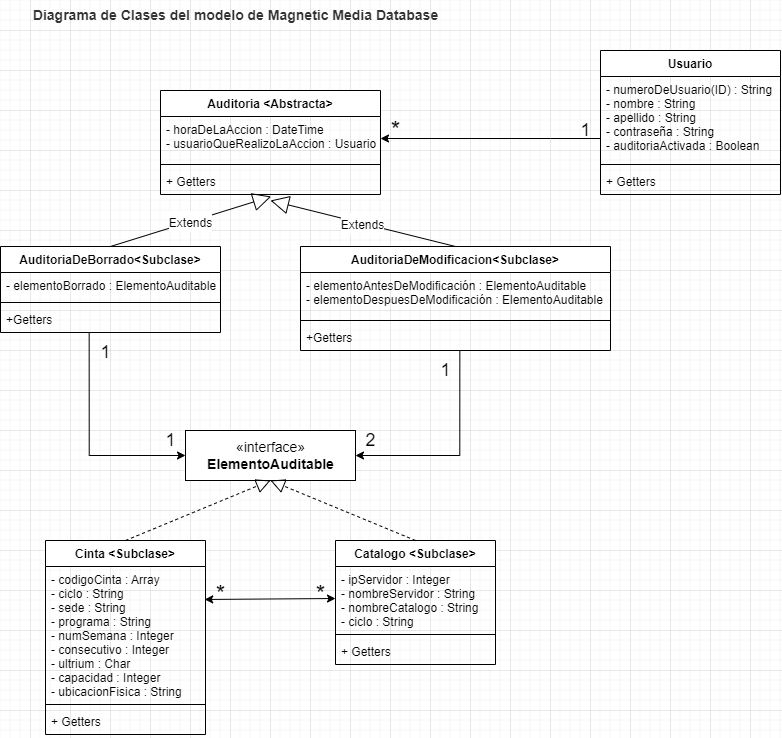 Diagrama de Clases del modelo de Magnetic Media Database
Usuario
- numeroDeUsuario(ID) : String
- nombre : String
- apellido : String
- contraseña : String
- auditoriaActivada : Boolean
+ Getters
Auditoria <Abstracta>
- horaDeLaAccion : DateTime
- usuarioQueRealizoLaAccion : Usuario
+ Getters
*
1
Extends
Extends
AuditoriaDeBorrado<Subclase>
- elementoBorrado : ElementoAuditable
+Getters
AuditoriaDeModificacion<Subclase>
- elementoAntesDeModificación : ElementoAuditable
- elementoDespuesDeModificación : ElementoAuditable
+Getters
1
1
1
2
«interface»
ElementoAuditable
Cinta <Subclase>
- codigoCinta : Array
- ciclo : String
- sede : String
- programa : String
- numSemana : Integer
- consecutivo : Integer
- ultrium : Char
- capacidad : Integer
- ubicacionFisica : String
+ Getters
*
*
Catalogo <Subclase>
- ipServidor : Integer
- nombreServidor : String
- nombreCatalogo : String
- ciclo : String
+ Getters